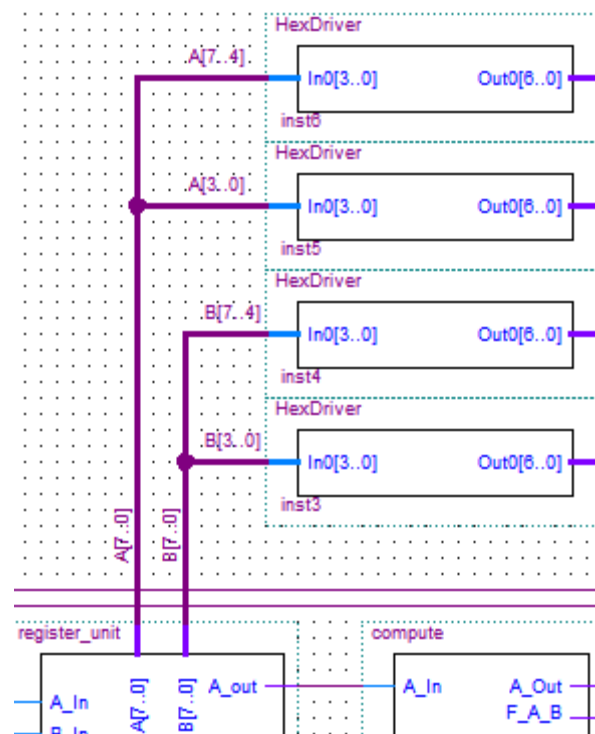 HexDriver
A[7..4]
In0[3..0] Out0[6..0]
inst6
HexDriver
A[3..0]
In0[3..0] Out0[6..0]
inst5
HexDriver
B[7..4]
In0[3..0] Out0[6..0]
inst4
HexDriver
B[3..0]
In0[3..0] Out0[6..0]
inst3
A[7..0]
B[7..0]
register_unit
compute
A_In
A[7..0]
B[7..0]
A_out
A_In
A_Out
F_A_B
B_In